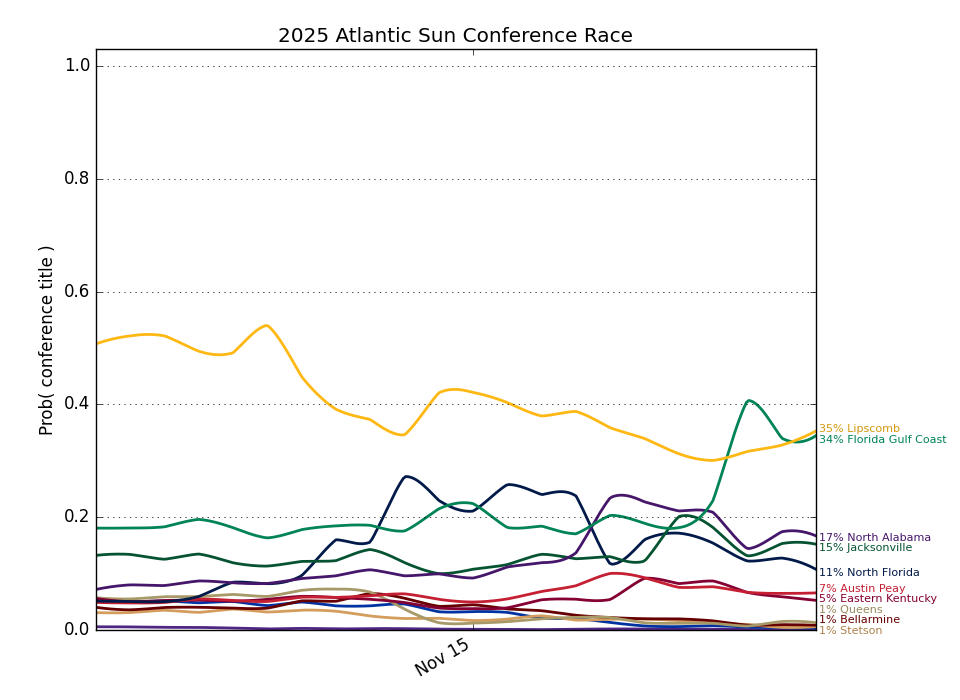 2025 Atlantic Sun Conference Race
Prob( conference title )
1.0
0.8
0.6
0.4
0.2
0.0
Nov 15
35% Lipscomb
34% Florida Gulf Coast
17% North Alabama
15% Jacksonville
11% North Florida
7% Austin Peay
5% Eastern Kentucky
1% Queens
1% Bellarmine
1% Stetson